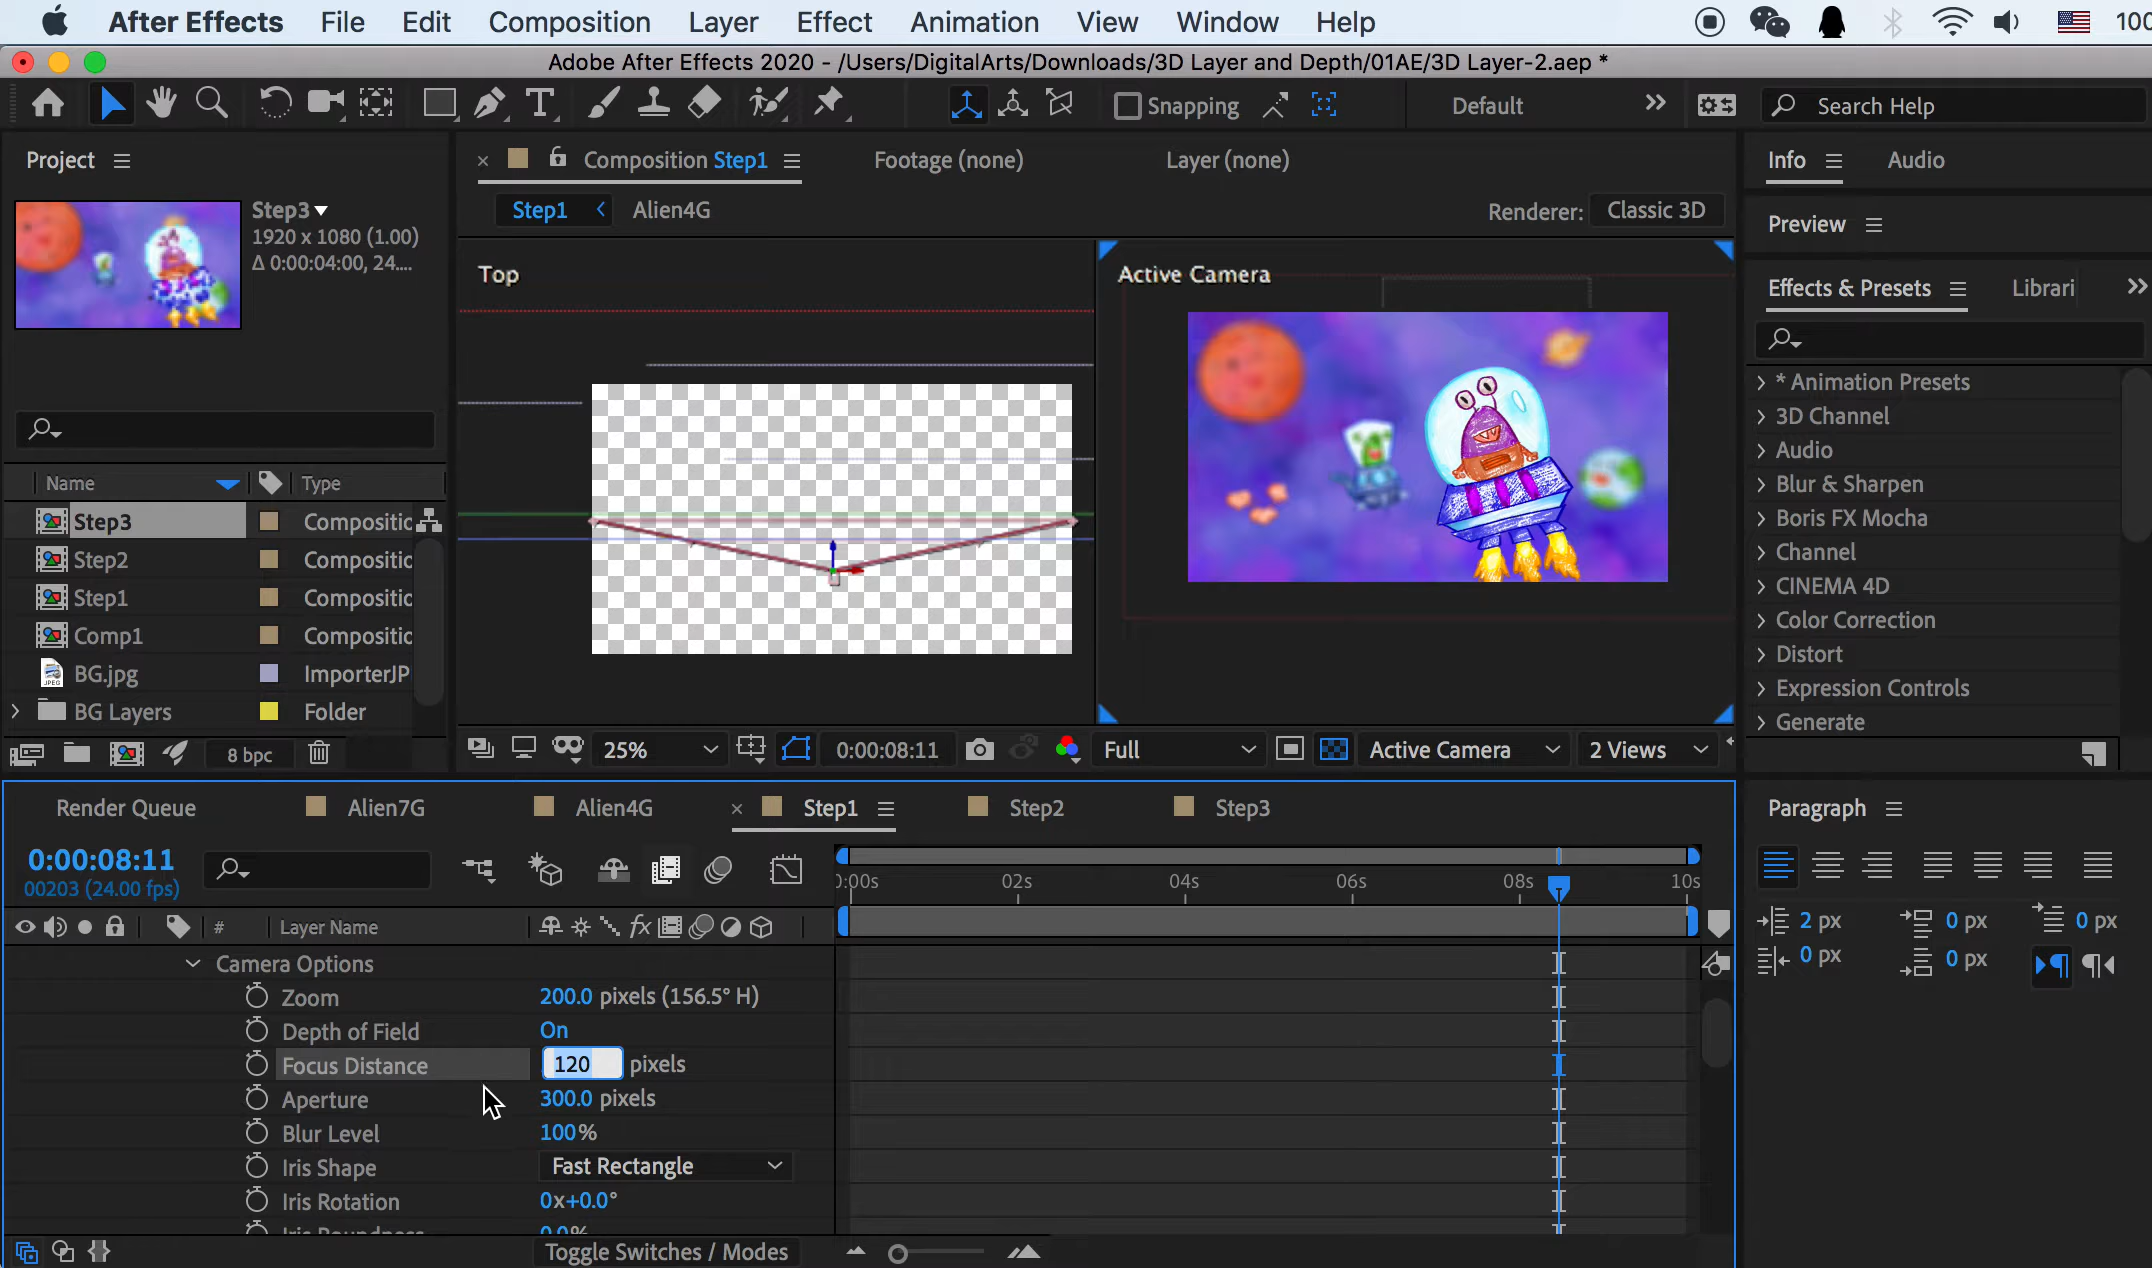 After Effects File Edit Composition Layer Effect Animation View Window Help
Adobe After Effects 2020 - /Users/DigitalArts/Downloads/3D Layer and Depth/01AE/3D Layer-2.aep *
Snapping Default Search Help
Project
Step3
1920 x 1080 (1.00)
Δ 0:00:04:00, 24....
Name Type
Step3 Compositic
Step2 Compositic
Step1 Compositic
Comp1 Compositic
BG.jpg ImporterJP
BG Layers Folder
8 bpc
Composition Step1 Footage (none) Layer (none)
Step1 Alien4G Renderer: Classic 3D
Top
Active Camera
25% 0:00:08:11 Full Active Camera 2 Views
Info Audio
Preview
Effects & Presets Librari
* Animation Presets
3D Channel
Audio
Blur & Sharpen
Boris FX Mocha
Channel
CINEMA 4D
Color Correction
Distort
Expression Controls
Generate
Render Queue Alien7G Alien4G Step1 Step2 Step3
0:00:08:11
00203 (24.00 fps)
02s 04s 06s 08s 10s
# Layer Name
Camera Options
Zoom 200.0 pixels (156.5° H)
Depth of Field On
Focus Distance 120 pixels
Aperture 300.0 pixels
Blur Level 100%
Iris Shape Fast Rectangle
Iris Rotation 0x+0.0°
Toggle Switches / Modes
Paragraph
2 px 0 px 0 px
0 px 0 px